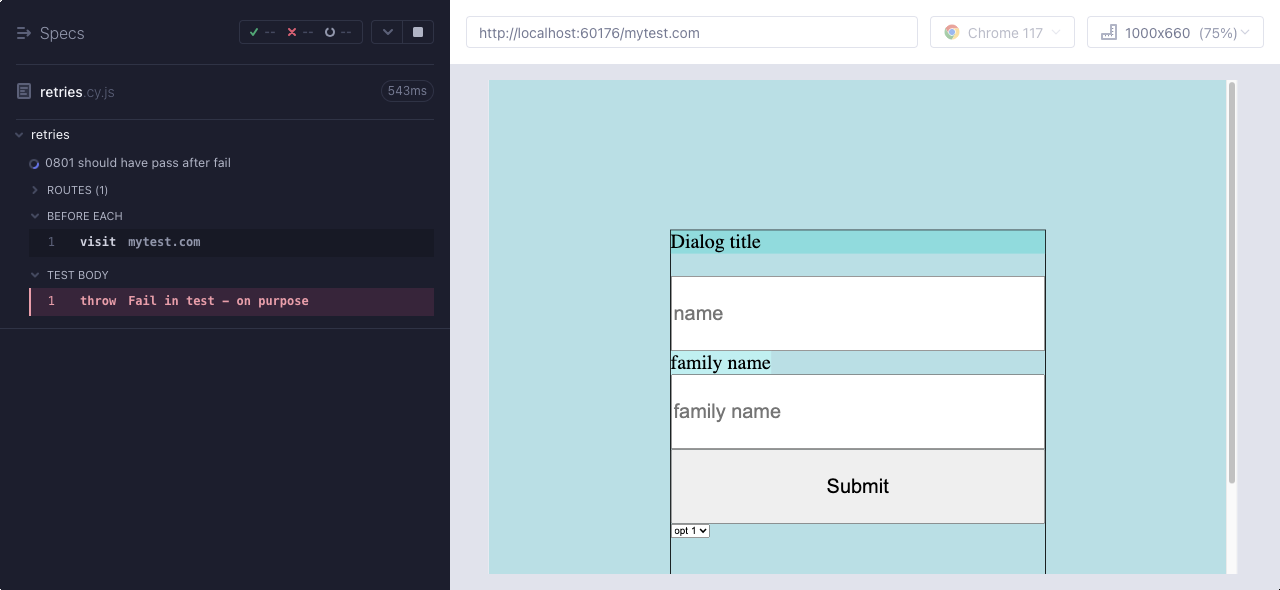 Specs
-- -- --
retries.cy.js
543ms
retries
0801 should have pass after fail
ROUTES (1)
BEFORE EACH
1 visit mytest.com
TEST BODY
1 throw Fail in test - on purpose
http://localhost:60176/mytest.com
Chrome 117
1000x660 (75%)
Dialog title
name
family name
family name
Submit
opt 1